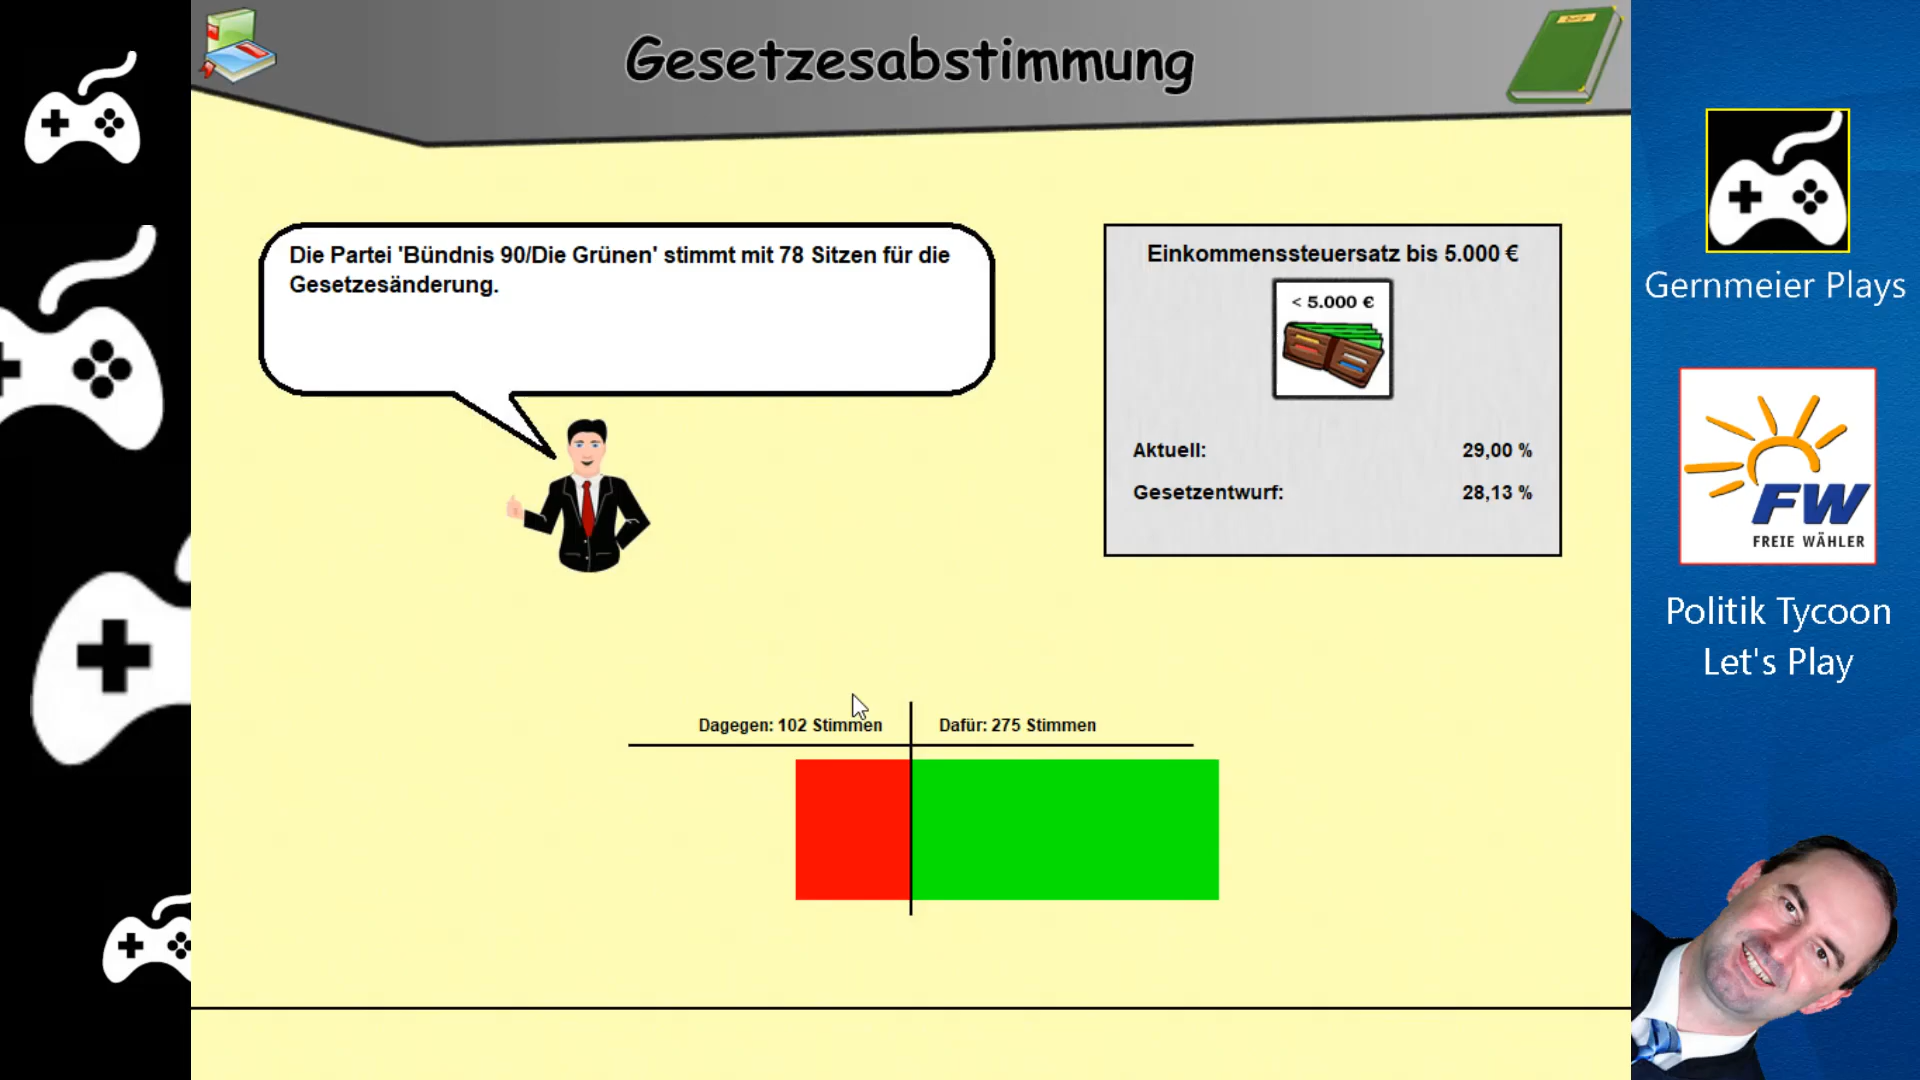 Gesetzesabstimmung
Die Partei 'Bündnis 90/Die Grünen' stimmt mit 78 Sitzen für die
Gesetzesänderung.
Einkommenssteuersatz bis 5.000 €
< 5.000 €
Aktuell: 29,00 %
Gesetzentwurf: 28,13 %
Dagegen: 102 Stimmen
Dafür: 275 Stimmen
Gernmeier Plays
FW
FREIE WÄHLER
Politik Tycoon
Let's Play